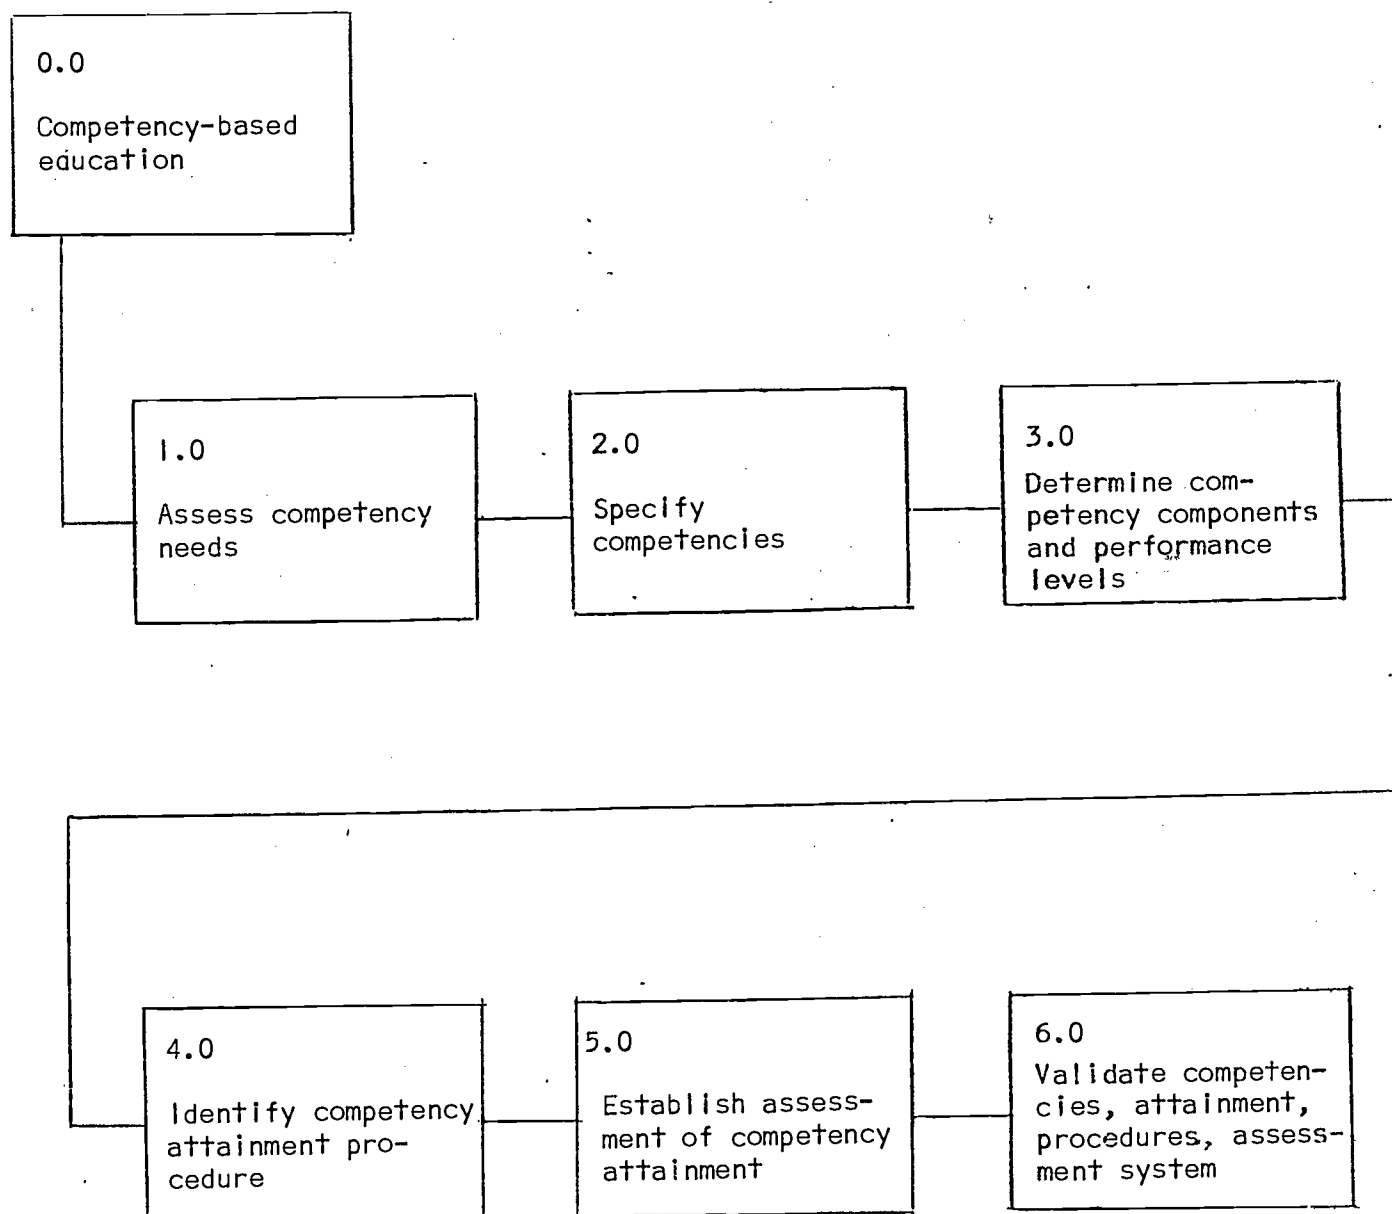 0.0
Competency-based
education
1.0
Assess competency
needs
2.0
Specify
competencies
3.0
Determine com-
petency components
and performance
levels
4.0
Identify competency
attainment pro-
cedure
5.0
Establish assess-
ment of competency
attainment
6.0
Validate competen-
cies, attainment,
procedures, assess-
ment system